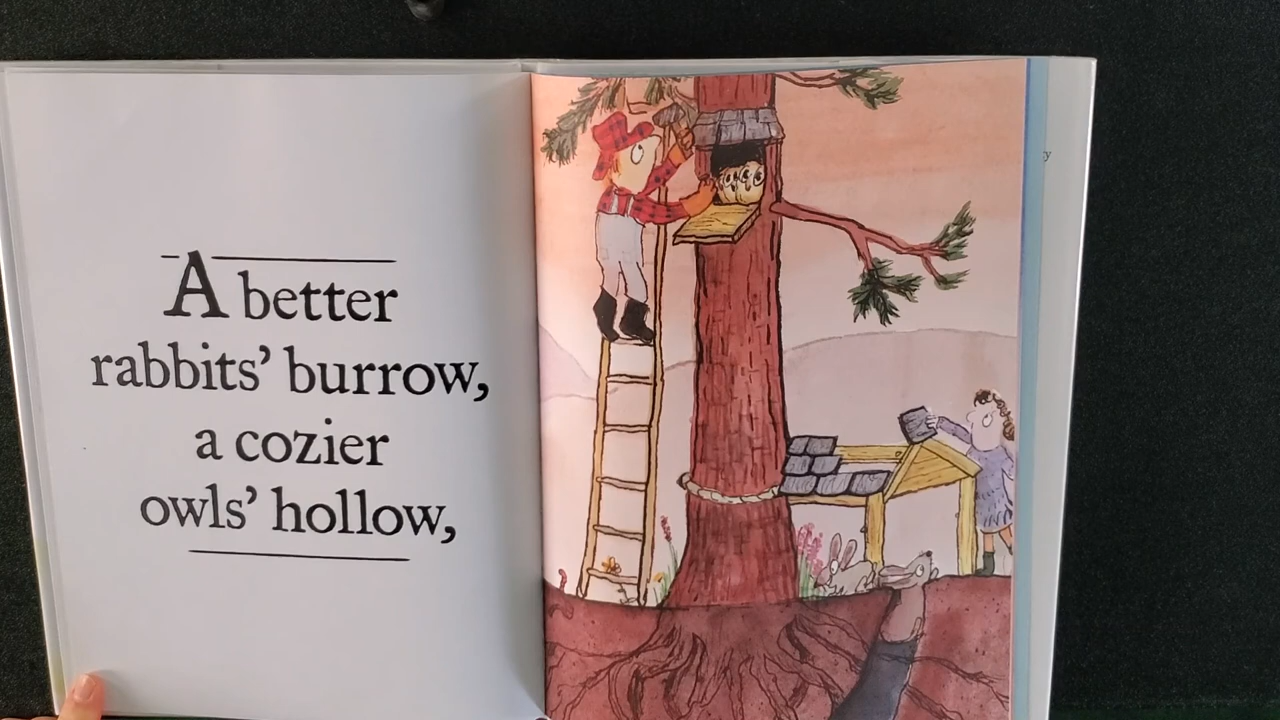 A better
rabbits’ burrow,
a cozier
owls’ hollow,